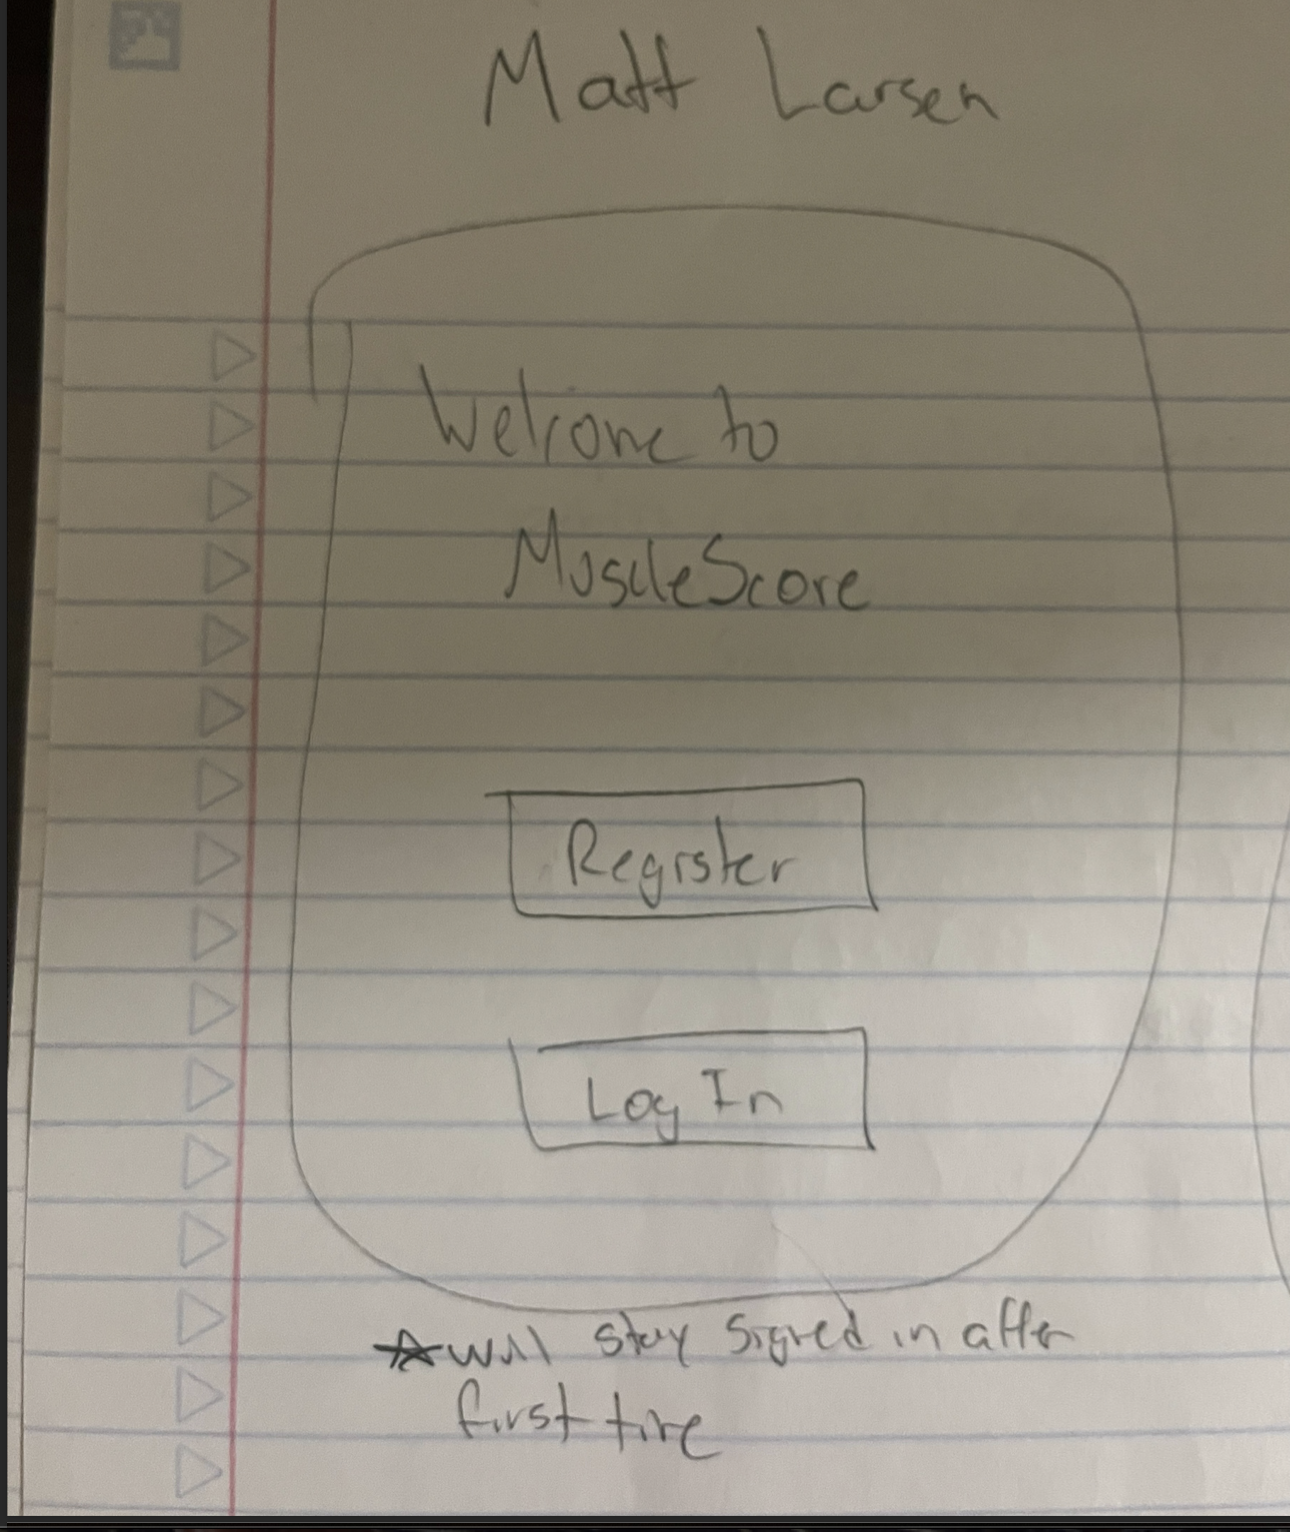 Matt Larsen
Welcome to
MuscleScore
Register
Log In
☆will stay signed in after
first time